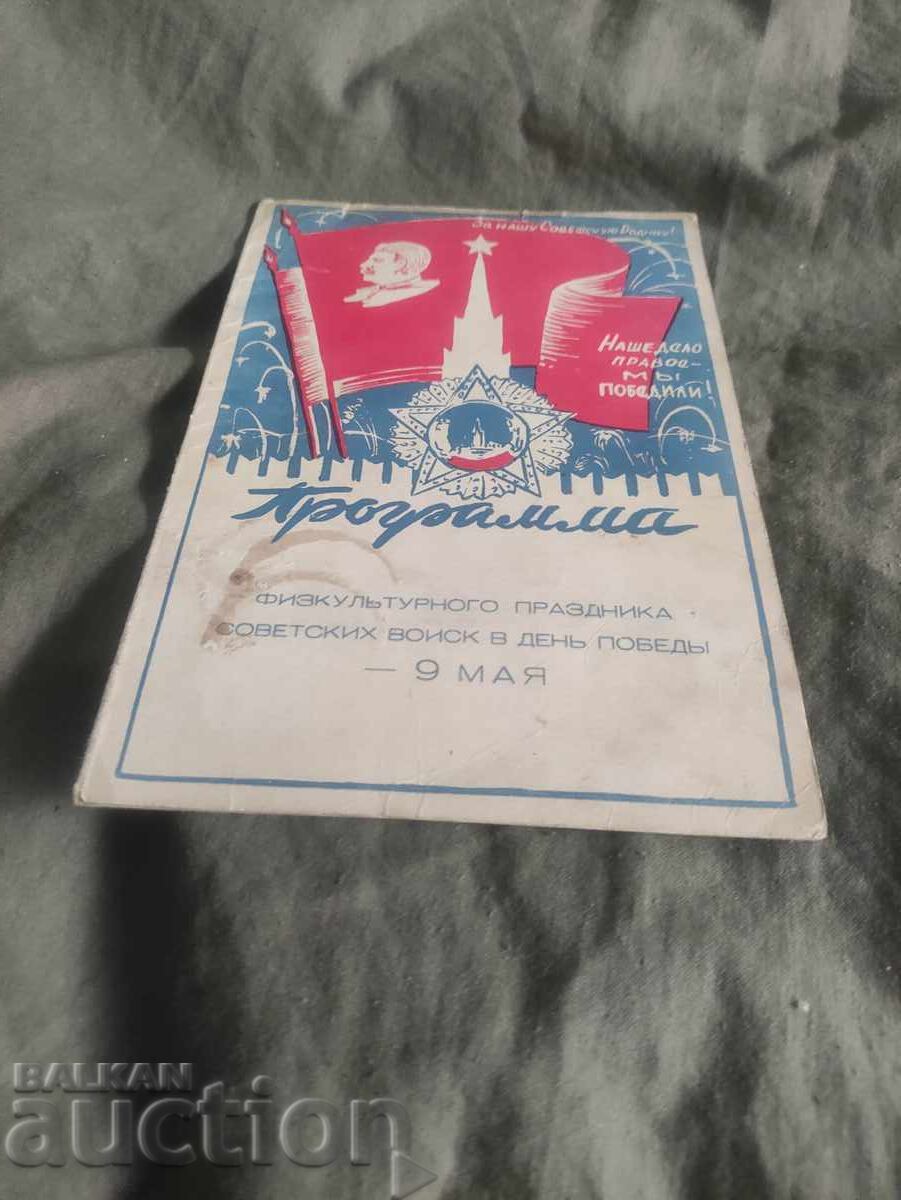 За нашу Советскую Родину!
Наше дело
правое-
мы
победили!
Программа
ФИЗКУЛЬТУРНОГО ПРАЗДНИКА
СОВЕТСКИХ ВОИСК В ДЕНЬ ПОБЕДЫ
— 9 МАЯ
BALKAN
auction